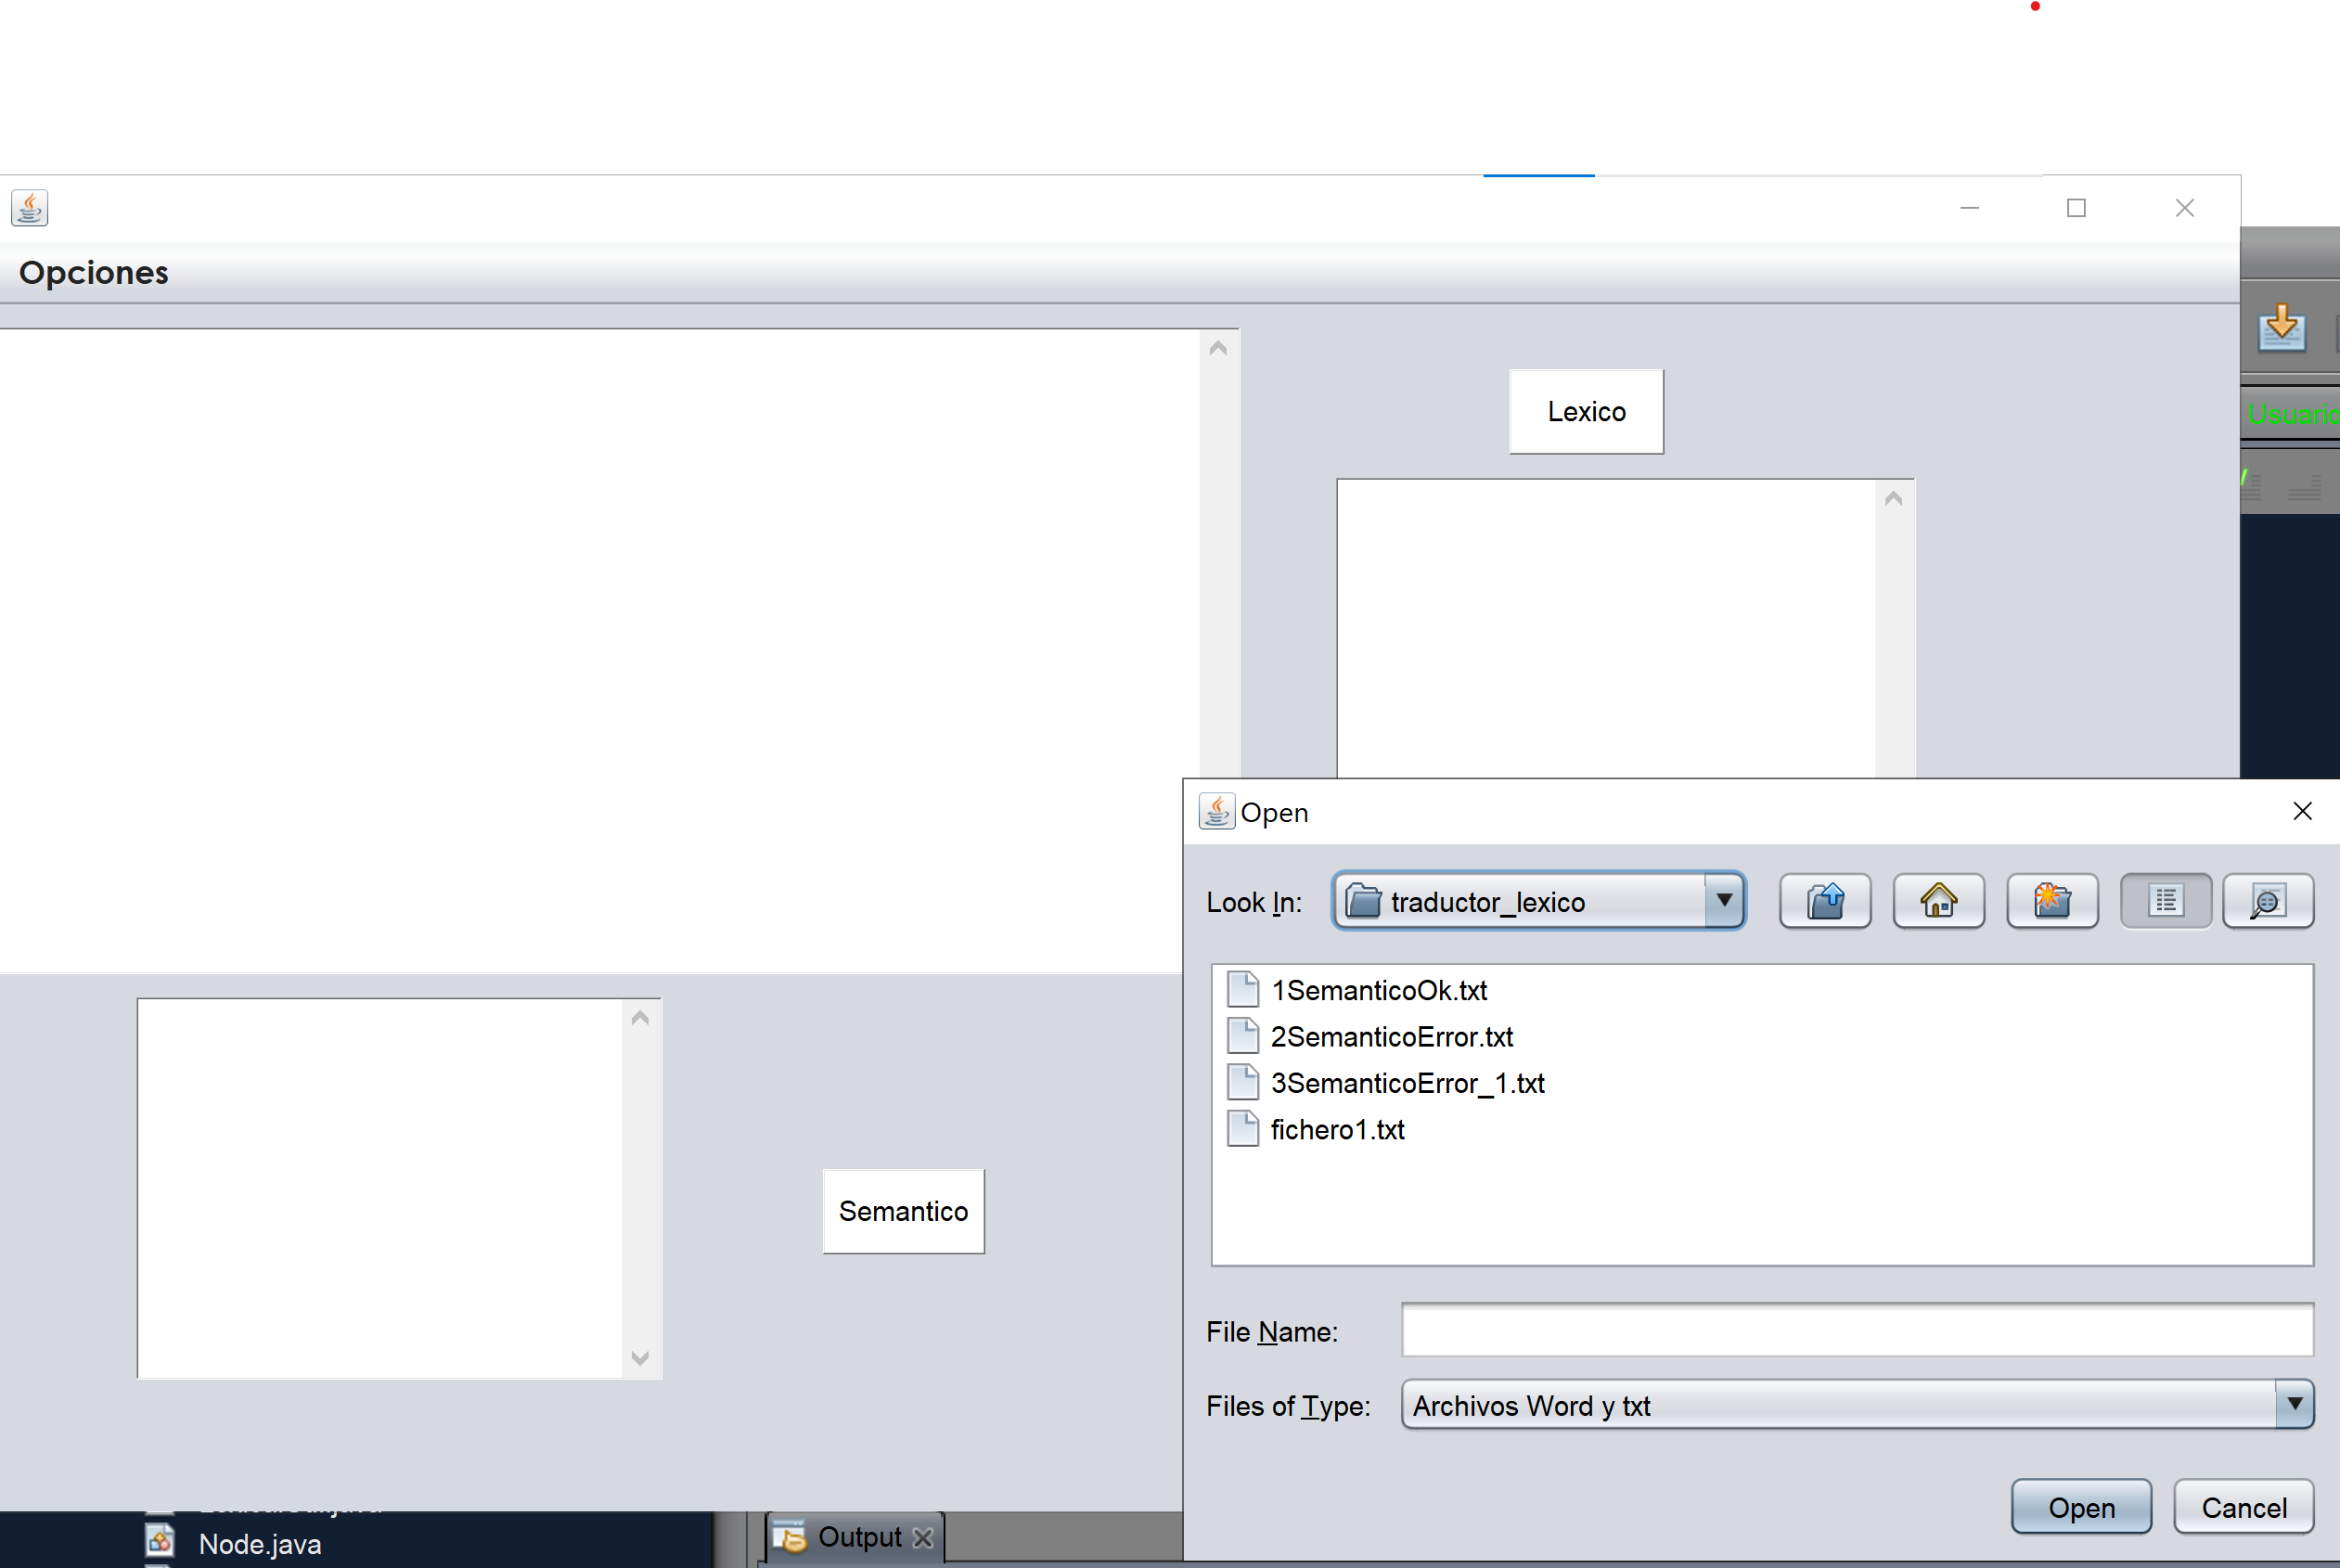 Opciones
Usuario
Lexico
Open
Look In:
traductor_lexico
1SemanticoOk.txt
2SemanticoError.txt
3SemanticoError_1.txt
fichero1.txt
Semantico
File Name:
Files of Type:
Archivos Word y txt
Open
Cancel
Node.java
Output